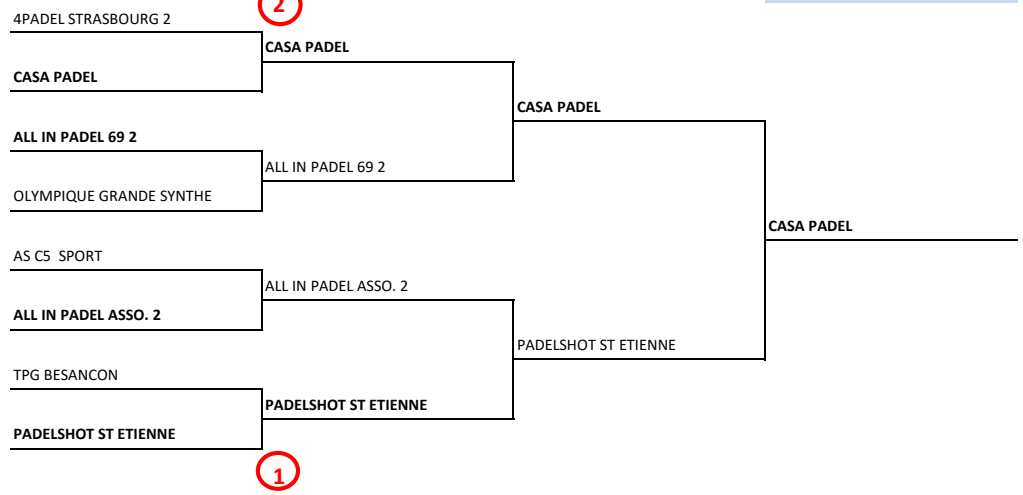 2
4PADEL STRASBOURG 2
CASA PADEL
CASA PADEL
CASA PADEL
ALL IN PADEL 69 2
ALL IN PADEL 69 2
OLYMPIQUE GRANDE SYNTHE
CASA PADEL
AS C5  SPORT
ALL IN PADEL ASSO. 2
ALL IN PADEL ASSO. 2
PADELSHOT ST ETIENNE
TPG BESANCON
PADELSHOT ST ETIENNE
PADELSHOT ST ETIENNE
1